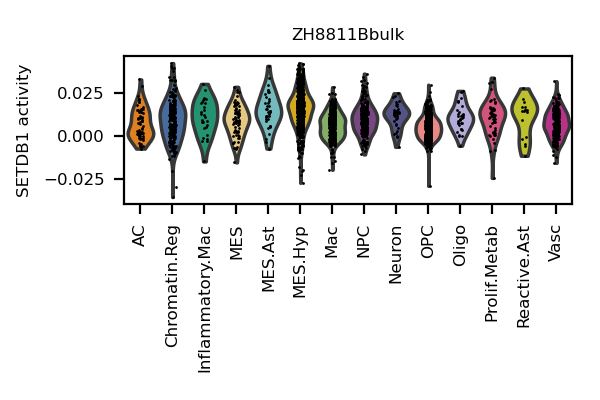 ZH8811Bbulk
SETDB1 activity
0.025
0.000
−0.025
AC
Chromatin.Reg
Inflammatory.Mac
MES
MES.Ast
MES.Hyp
Mac
NPC
Neuron
OPC
Oligo
Prolif.Metab
Reactive.Ast
Vasc